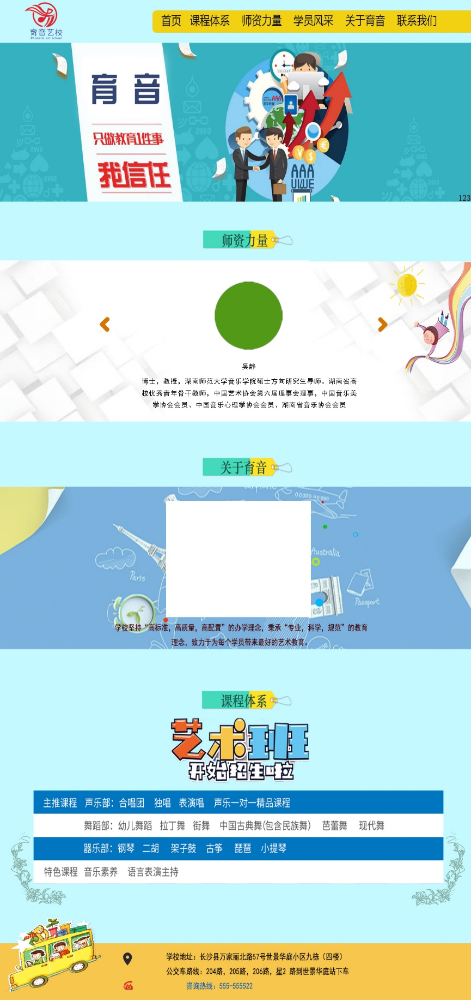 育音艺校
Phonetic art school
首页 课程体系 师资力量 学员风采 关于育音 联系我们
育 音
只做教育1件事
我信任
AAA
123
师资力量
吴静
博士，教授，湖南师范大学音乐学院硕士方向研究生导师。湖南省高
校优秀青年骨干教师，中国艺术协会第六届理事会理事，中国音乐美
学协会会员、中国音乐心理学协会会员、湖南省音乐协会会员
关于育音
Australia
Paris
Passport
学校坚持“高标准，高质量，高配置”的办学理念，秉承“专业，科学，规范”的教育
理念，致力于为每个学员带来最好的艺术教育。
课程体系
艺术班
开始招生啦
主推课程 声乐部：合唱团 独唱 表演唱 声乐一对一精品课程
舞蹈部：幼儿舞蹈 拉丁舞 街舞 中国古典舞(包含民族舞) 芭蕾舞 现代舞
器乐部：钢琴 二胡 架子鼓 古筝 琵琶 小提琴
特色课程 音乐素养 语言表演主持
学校地址：长沙县万家丽北路57号世景华庭小区九栋（四楼）
公交车路线：204路，205路，206路，星2 路到世景华庭站下车
咨询热线：555-555522